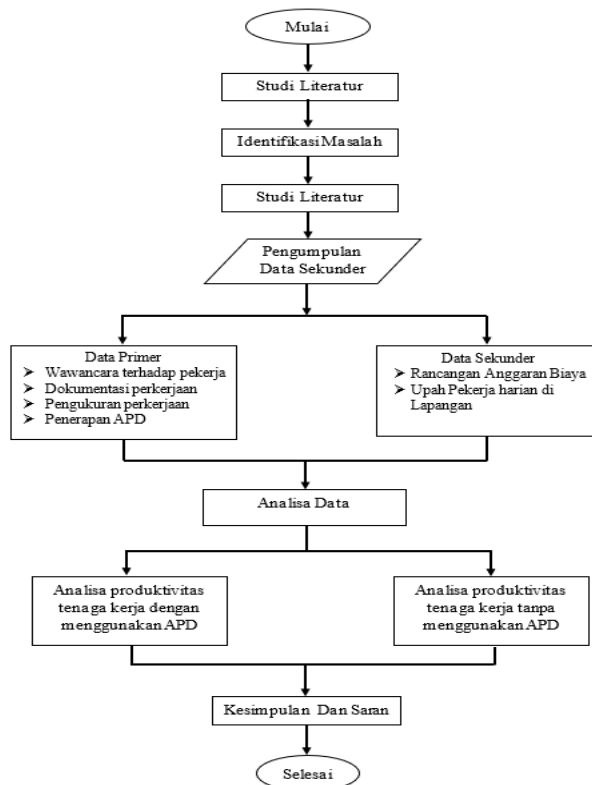 Mulai
Studi Literatur
Identifikasi Masalah
Studi Literatur
Pengumpulan
Data Sekunder
Data Primer
➢ Wawancara terhadap pekerja
➢ Dokumentasi perkerjaan
➢ Pengukuran perkerjaan
➢ Penerapan APD
Data Sekunder
➢ Rancangan Anggaran Biaya
➢ Upah Pekerja harian di
Lapangan
Analisa Data
Analisa produktivitas
tenaga kerja dengan
menggunakan APD
Analisa produktivitas
tenaga kerja tanpa
menggunakan APD
Kesimpulan Dan Saran
Selesai